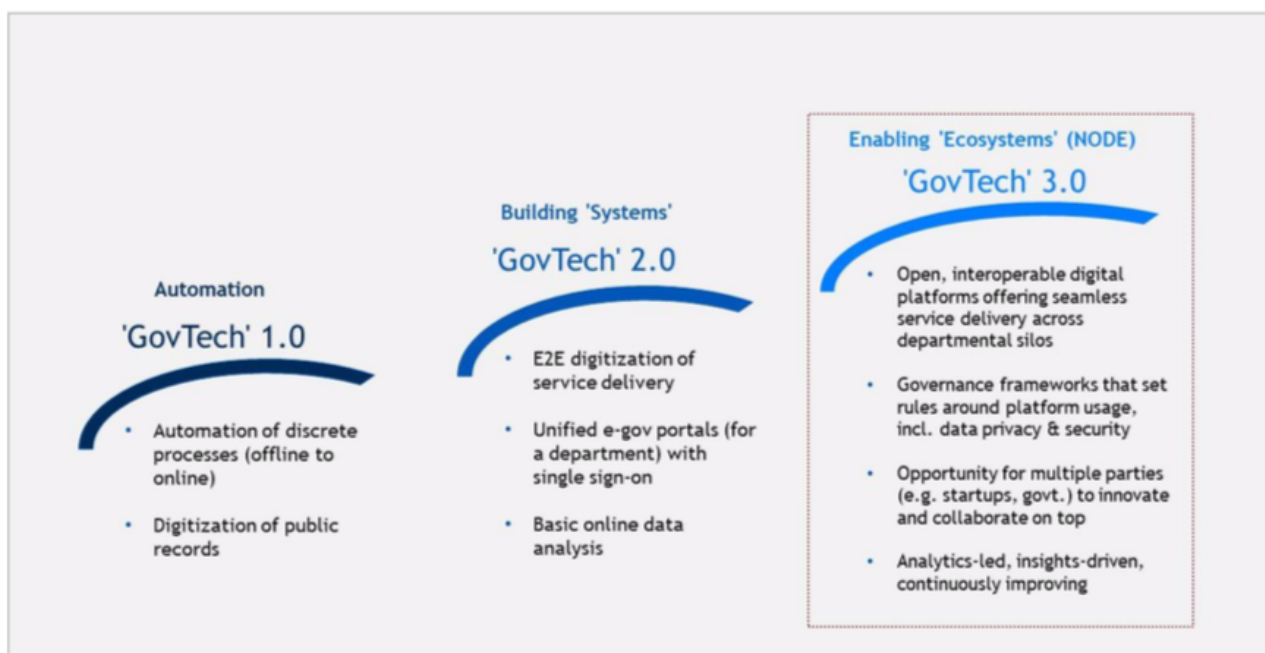 Automation
'GovTech' 1.0
• Automation of discrete
processes (offline to
online)
• Digitization of public
records
Building 'Systems'
'GovTech' 2.0
• E2E digitization of
service delivery
• Unified e-gov portals (for
a department) with
single sign-on
• Basic online data
analysis
Enabling 'Ecosystems' (NODE)
'GovTech' 3.0
• Open, interoperable digital
platforms offering seamless
service delivery across
departmental silos
• Governance frameworks that set
rules around platform usage,
incl. data privacy & security
• Opportunity for multiple parties
(e.g. startups, govt.) to innovate
and collaborate on top
• Analytics-led, insights-driven,
continuously improving